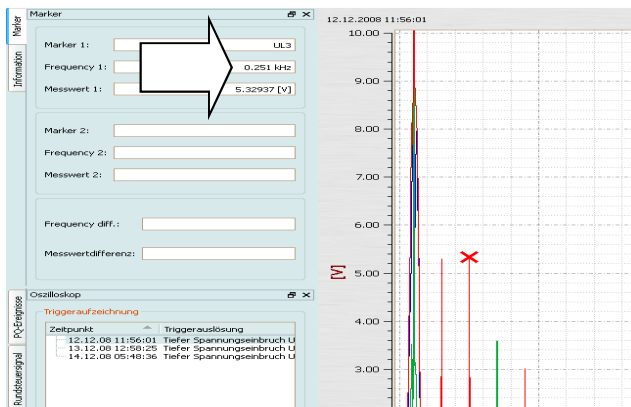 Marker
Marker
Information
Marker 1: UL3
Frequency 1: 0.251 kHz
Messwert 1: 5.32937 [V]
Marker 2:
Frequency 2:
Messwert 2:
Frequency diff.:
Messwertdifferenz:
Oszilloskop
PQ-Ereignisse
Rundsteuersignal
Triggeraufzeichnung
Zeitpunkt Triggerauslösung
12.12.08 11:56:01 Tiefer Spannungseinbruch U
13.12.08 12:58:25 Tiefer Spannungseinbruch U
14.12.08 05:48:36 Tiefer Spannungseinbruch U
12.12.2008 11:56:01
10.00
9.00
8.00
7.00
6.00
5.00
4.00
3.00
[V]